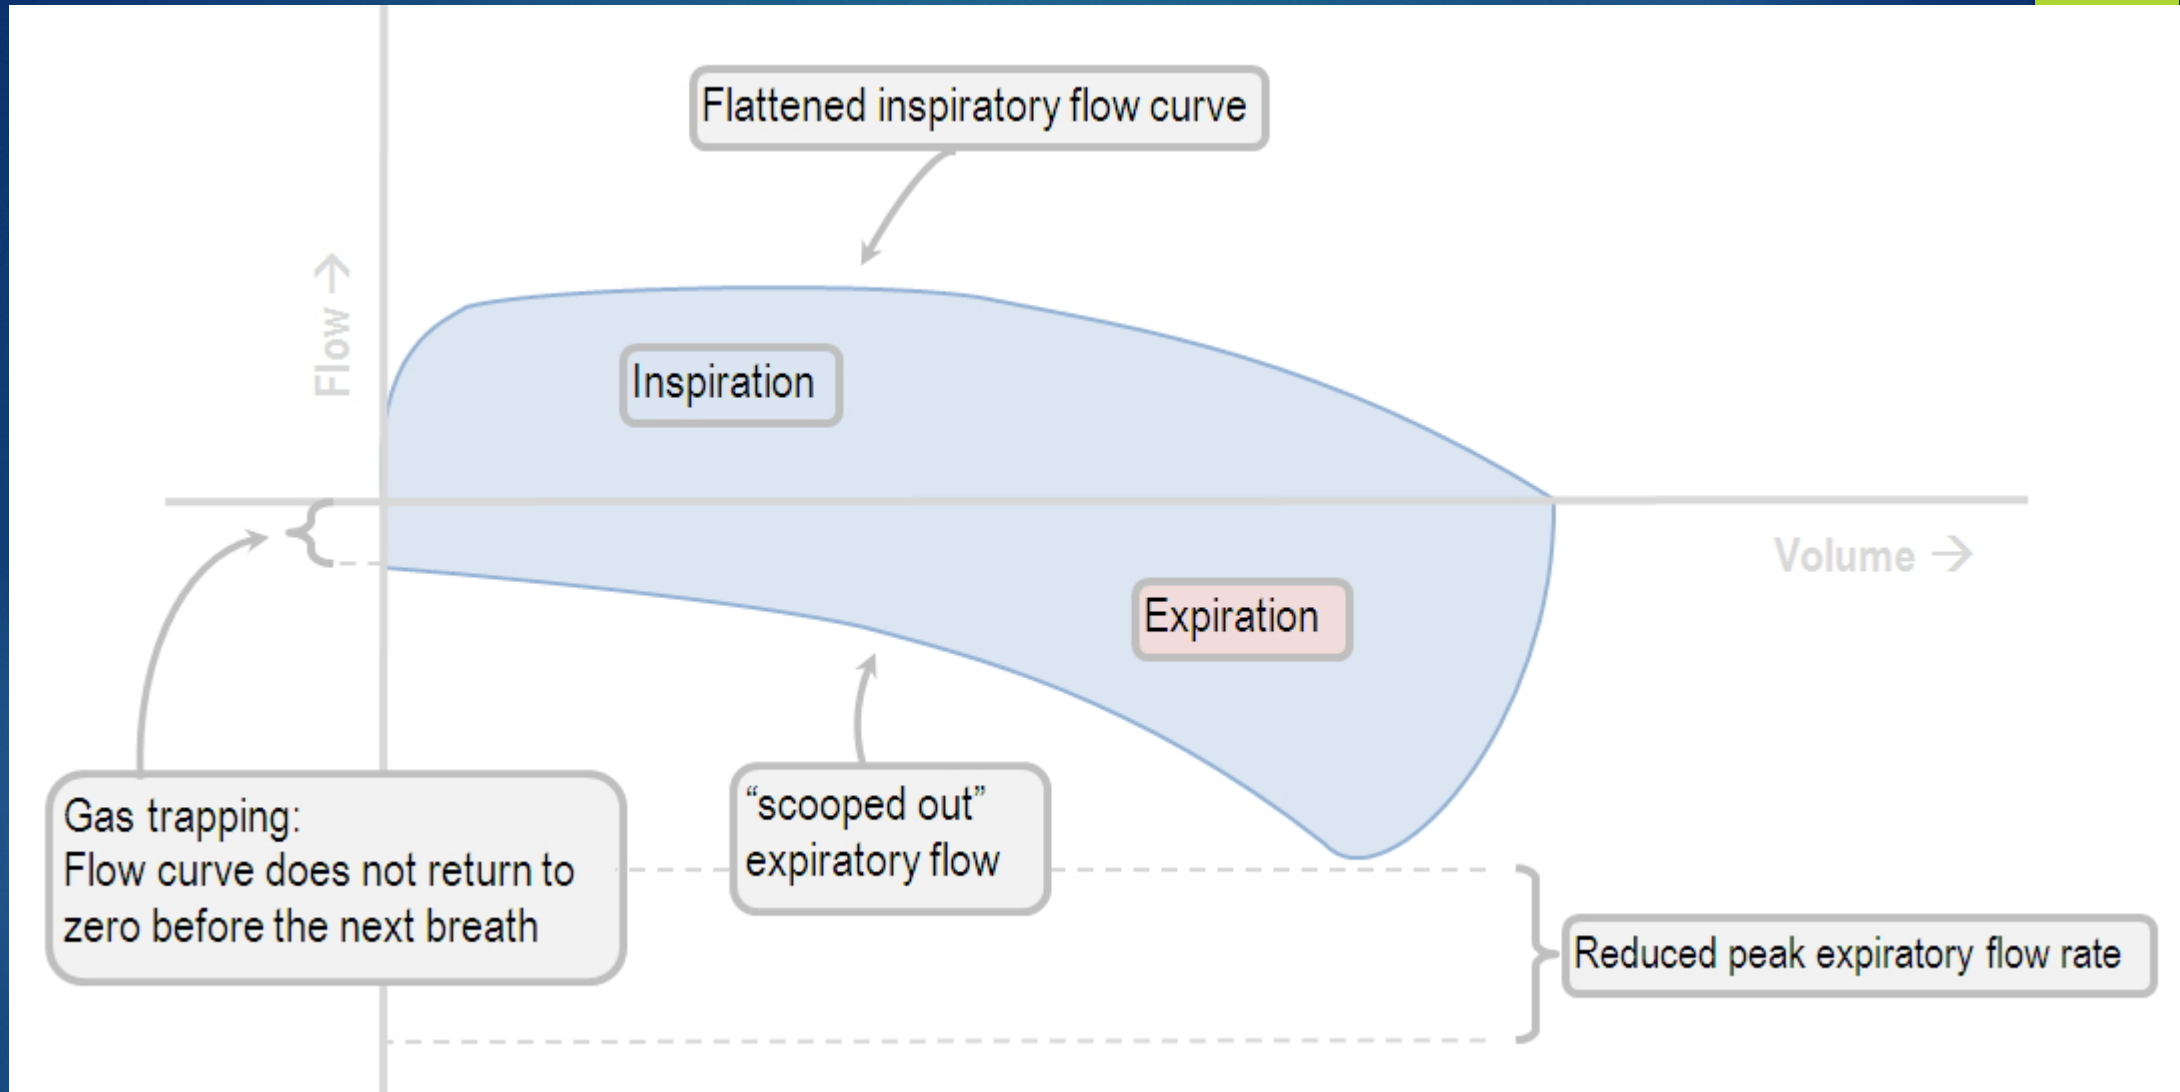 Flattened inspiratory flow curve
Flow →
Inspiration
Volume →
Expiration
Gas trapping:
Flow curve does not return to
zero before the next breath
“scooped out”
expiratory flow
Reduced peak expiratory flow rate